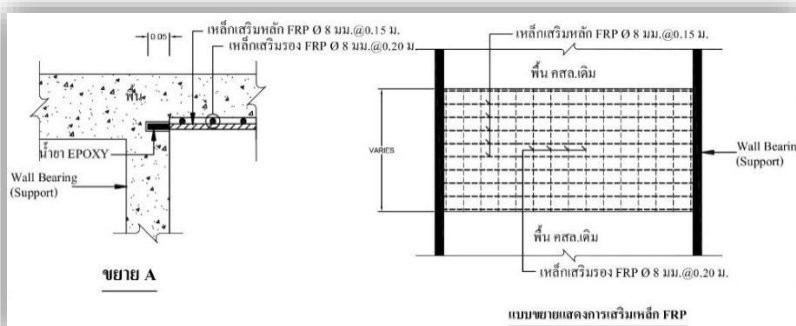 0.05
เหล็กเสริมหลัก FRP Ø 8 มม.@0.15 ม.
เหล็กเสริมรอง FRP Ø 8 มม.@0.20 ม.
พื้น
น้ำยา EPOXY
Wall Bearing
(Support)
ขยาย A
เหล็กเสริมหลัก FRP Ø 8 มม.@0.15 ม.
พื้น คสล.เดิม
VARIES
Wall Bearing
(Support)
พื้น คสล.เดิม
เหล็กเสริมรอง FRP Ø 8 มม.@0.20 ม.
แบบขยายแสดงการเสริมเหล็ก FRP